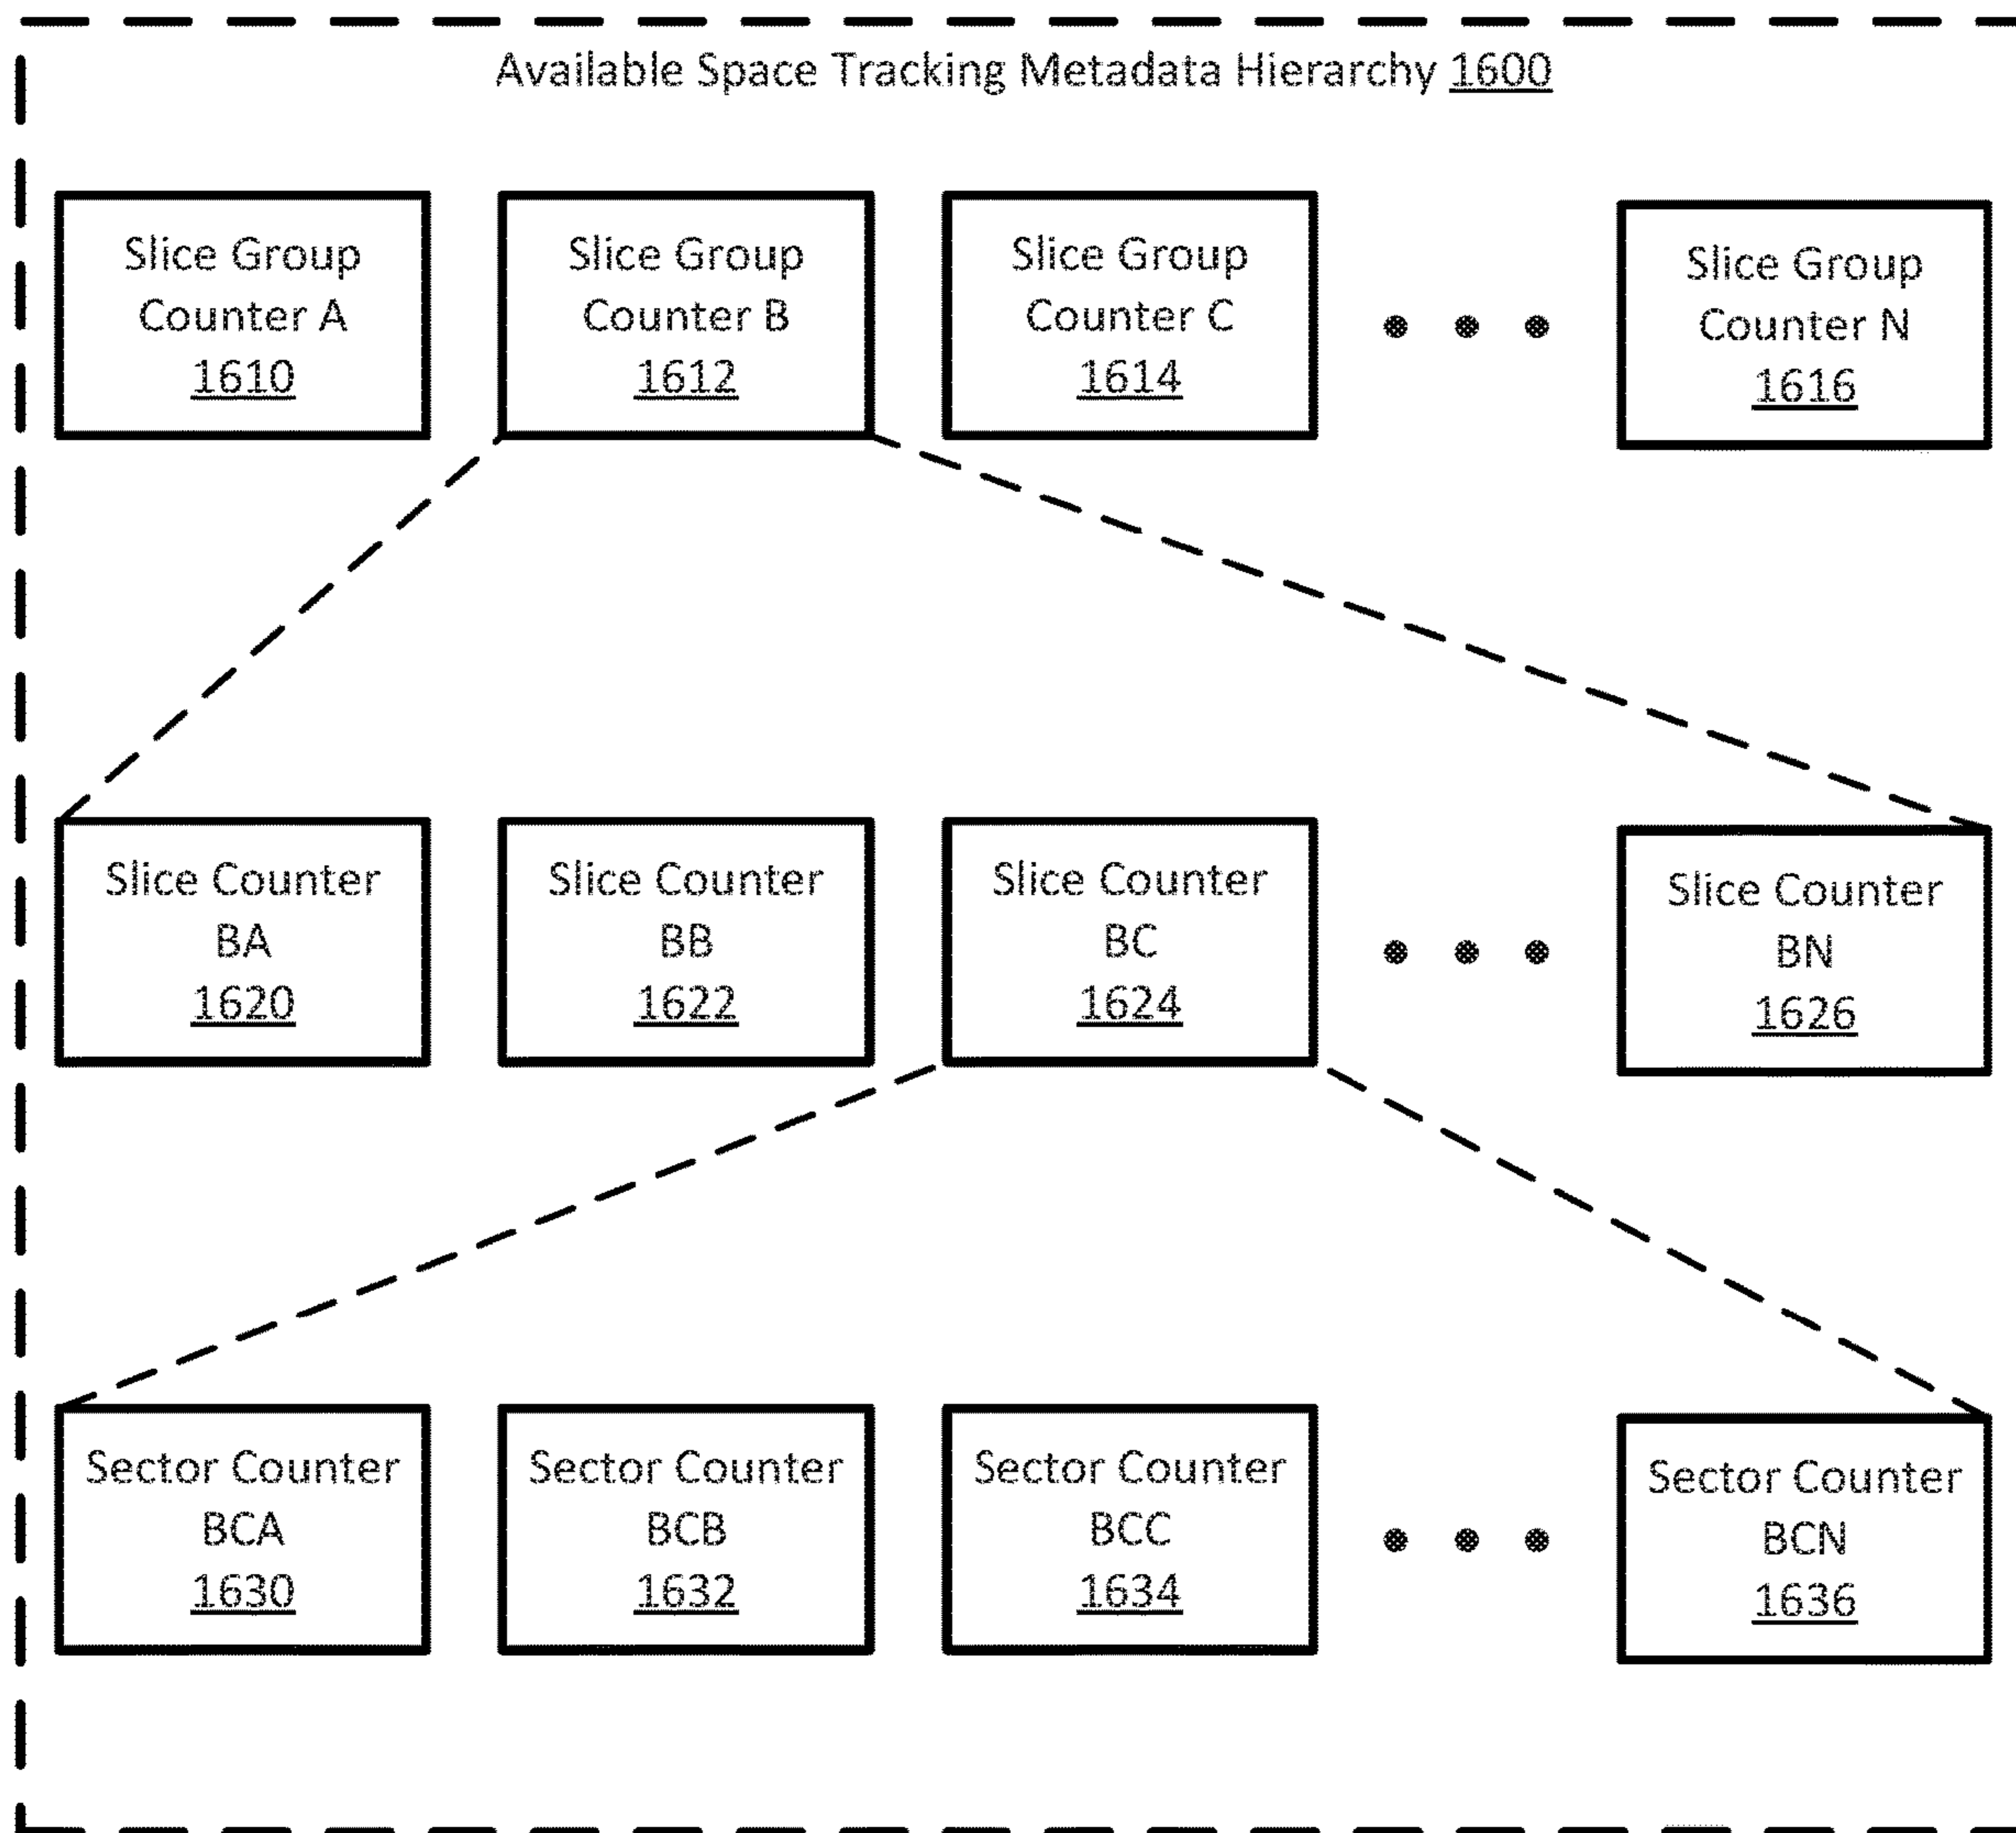 Available Space Tracking Metadata Hierarchy 1600
Slice Group
Counter A
1610
Slice Group
Counter B
1612
Slice Group
Counter C
1614
Slice Group
Counter N
1616
Slice Counter
BA
1620
Slice Counter
BB
1622
Slice Counter
BC
1624
Slice Counter
BN
1626
Sector Counter
BCA
1630
Sector Counter
BCB
1632
Sector Counter
BCC
1634
Sector Counter
BCN
1636